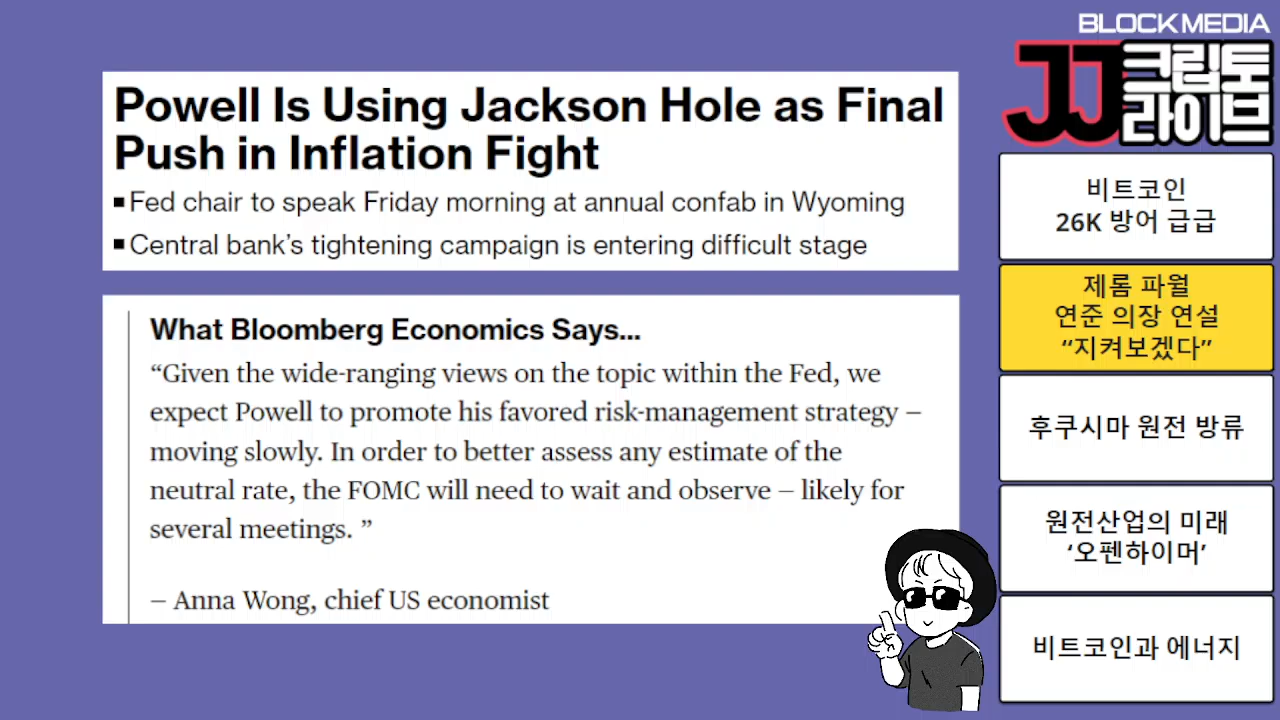 BLOCKMEDIA
JJ 크립토
라이브
Powell Is Using Jackson Hole as Final
Push in Inflation Fight
▪ Fed chair to speak Friday morning at annual confab in Wyoming
▪ Central bank’s tightening campaign is entering difficult stage
What Bloomberg Economics Says...
“Given the wide-ranging views on the topic within the Fed, we
expect Powell to promote his favored risk-management strategy —
moving slowly. In order to better assess any estimate of the
neutral rate, the FOMC will need to wait and observe — likely for
several meetings. ”
— Anna Wong, chief US economist
비트코인
26K 방어 급급
제롬 파월
연준 의장 연설
“지켜보겠다”
후쿠시마 원전 방류
원전산업의 미래
‘오펜하이머’
비트코인과 에너지